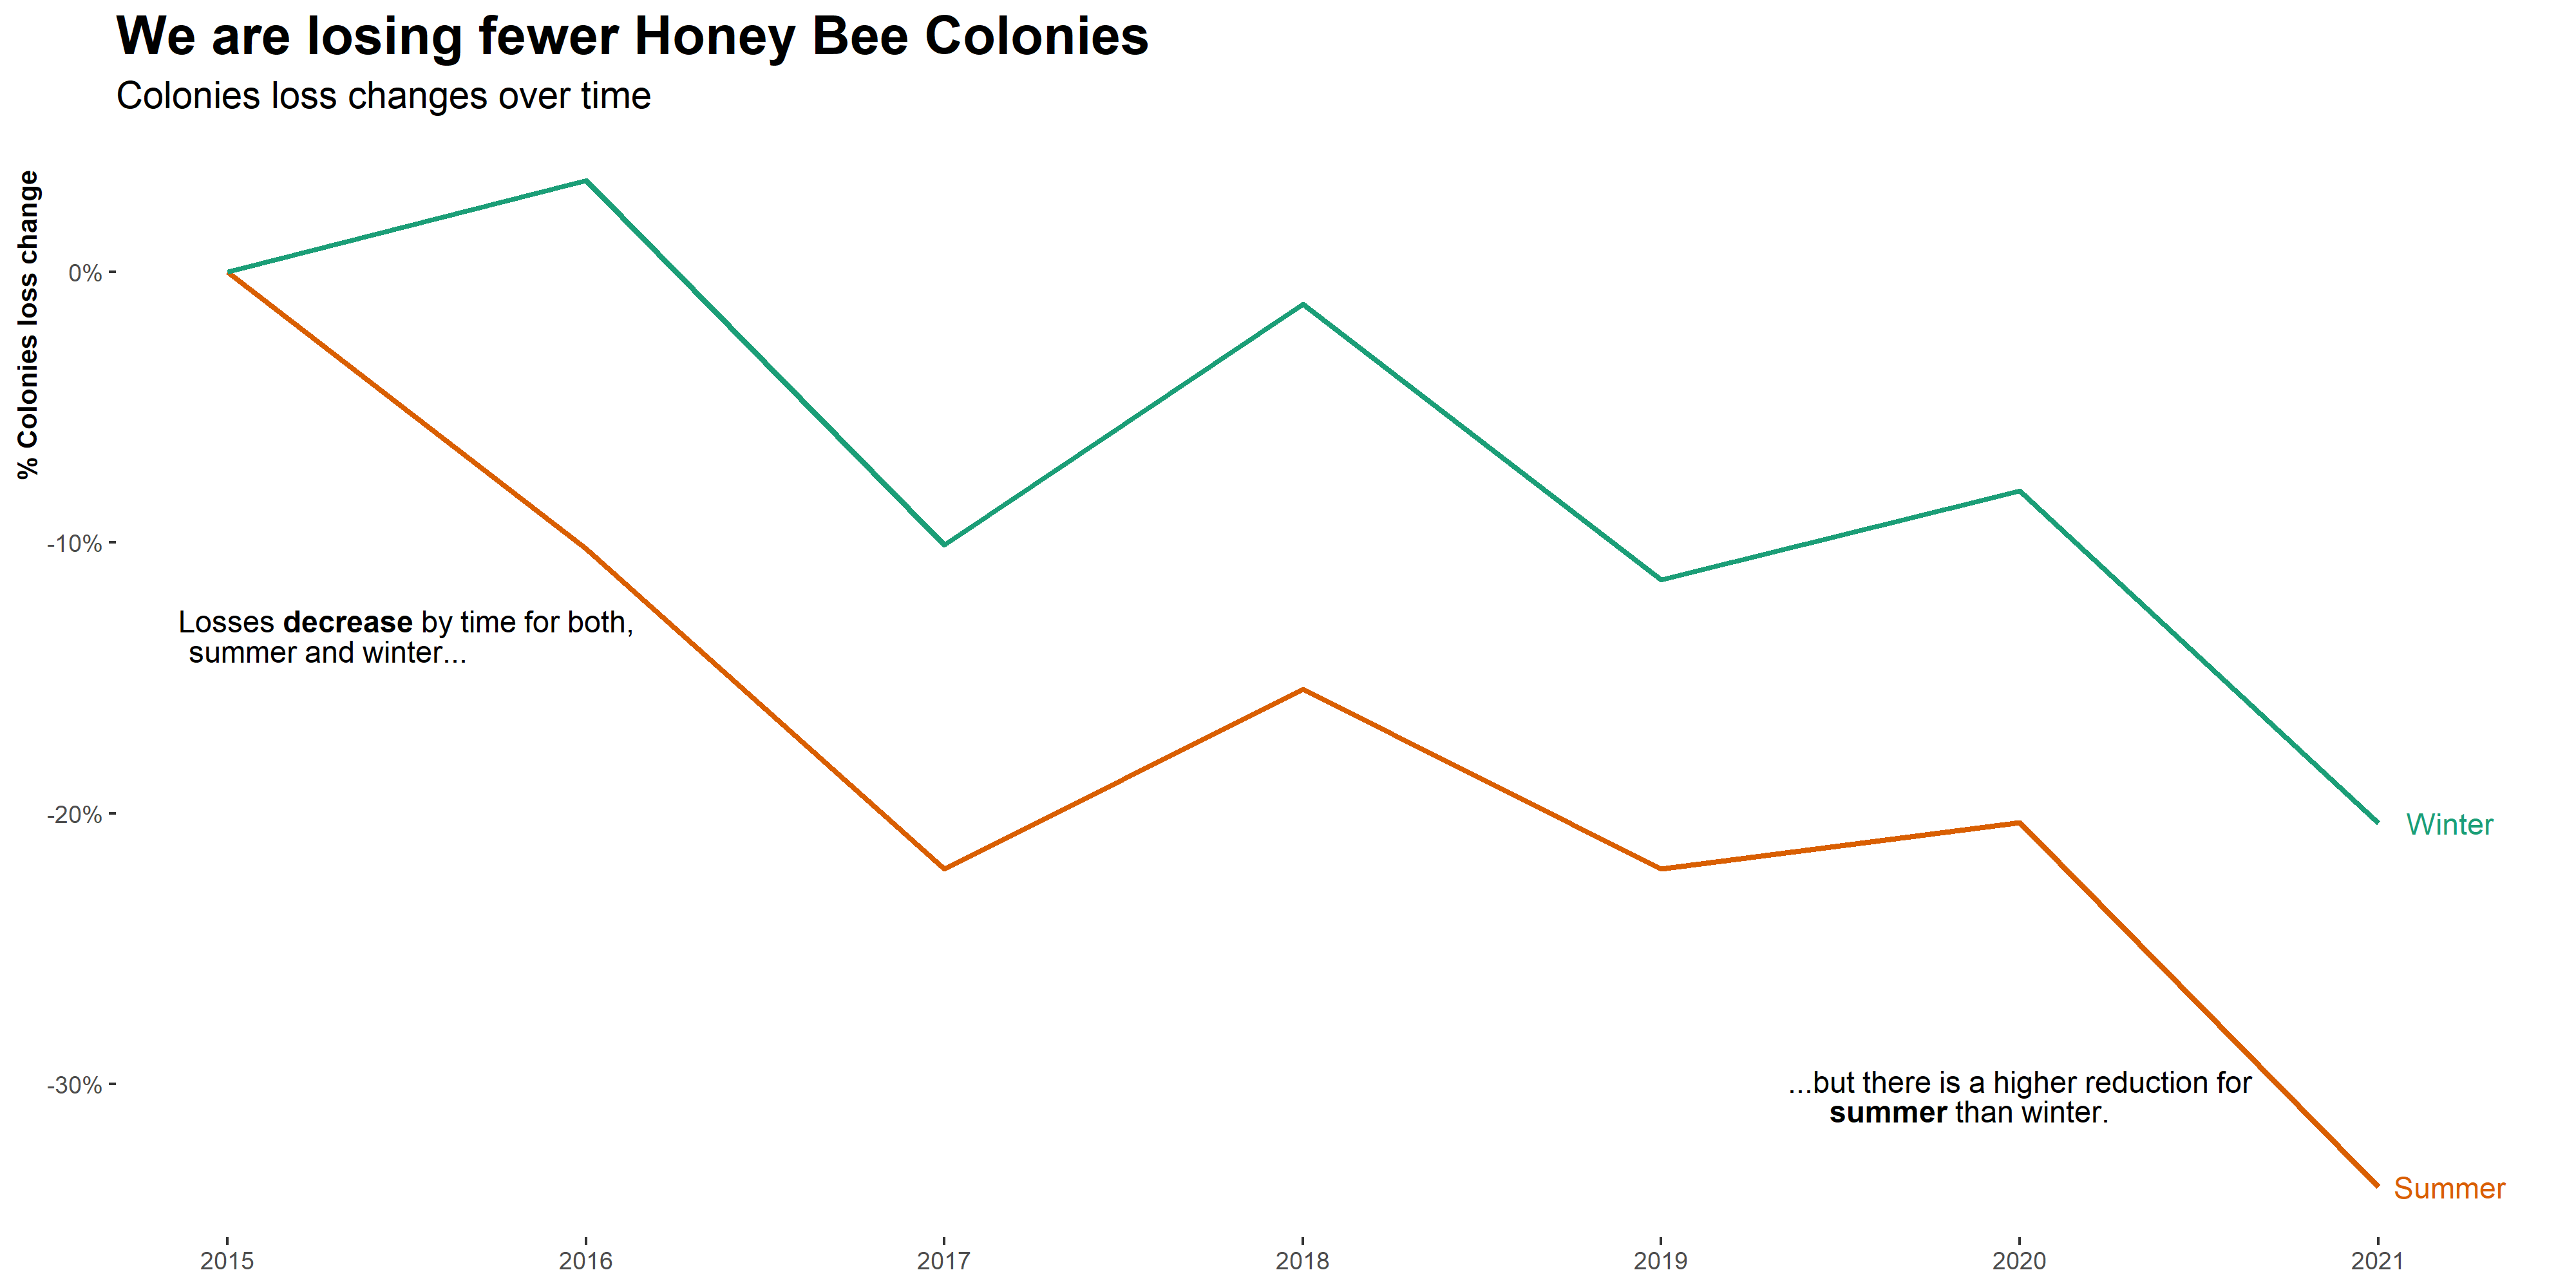 We are losing fewer Honey Bee Colonies
Colonies loss changes over time
% Colonies loss change
0%
-10%
-20%
-30%
Losses decrease by time for both,
summer and winter...
...but there is a higher reduction for
summer than winter.
Winter
Summer
2015
2016
2017
2018
2019
2020
2021